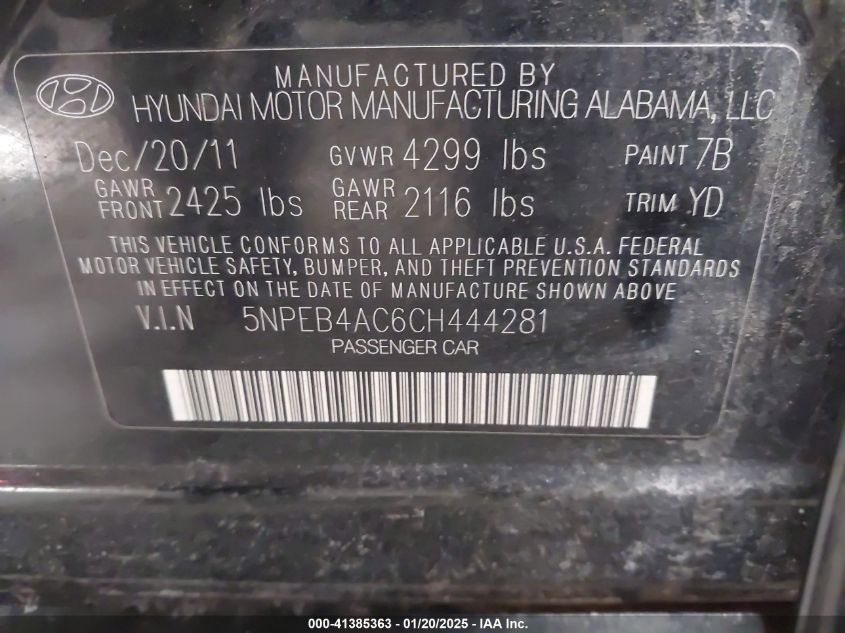 MANUFACTURED BY
HYUNDAI MOTOR MANUFACTURING ALABAMA, LLC
Dec/20/11 GVWR 4299 lbs PAINT 7B
GAWR FRONT 2425 lbs GAWR REAR 2116 lbs TRIM YD
THIS VEHICLE CONFORMS TO ALL APPLICABLE U.S.A. FEDERAL
MOTOR VEHICLE SAFETY, BUMPER, AND THEFT PREVENTION STANDARDS
IN EFFECT ON THE DATE OF MANUFACTURE SHOWN ABOVE
V.I.N 5NPEB4AC6CH444281
PASSENGER CAR
000-41385363 - 01/20/2025 - IAA Inc.